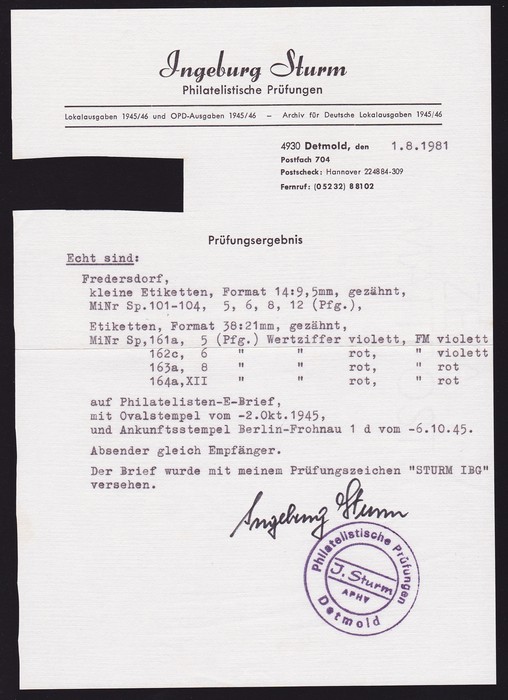 Ingeburg Sturm
Philatelistische Prüfungen
Lokalausgaben 1945/46 und OPD-Ausgaben 1945/46 – Archiv für Deutsche Lokalausgaben 1945/46
4930 Detmold, den 1.8.1981
Postfach 704
Postscheck: Hannover 224884-309
Fernruf: (05232) 88102
Prüfungsergebnis
Echt sind:
Fredersdorf,
kleine Etiketten, Format 14:9,5mm, gezähnt,
MiNr Sp.101-104, 5, 6, 8, 12 (Pfg.),
Etiketten, Format 38:21mm, gezähnt,
MiNr Sp,161a, 5 (Pfg.) Wertziffer violett, FM violett
162c, 6 " " rot, " violett
163a, 8 " " rot, " rot
164a,XII " " rot, " rot
auf Philatelisten-E-Brief,
mit Ovalstempel vom -2.Okt.1945,
und Ankunftsstempel Berlin-Frohnau 1 d vom -6.10.45.
Absender gleich Empfänger.
Der Brief wurde mit meinem Prüfungszeichen "STURM IBG"
versehen.
Ingeburg Sturm
Philatelistische Prüfungen
J. Sturm
APHV
Detmold